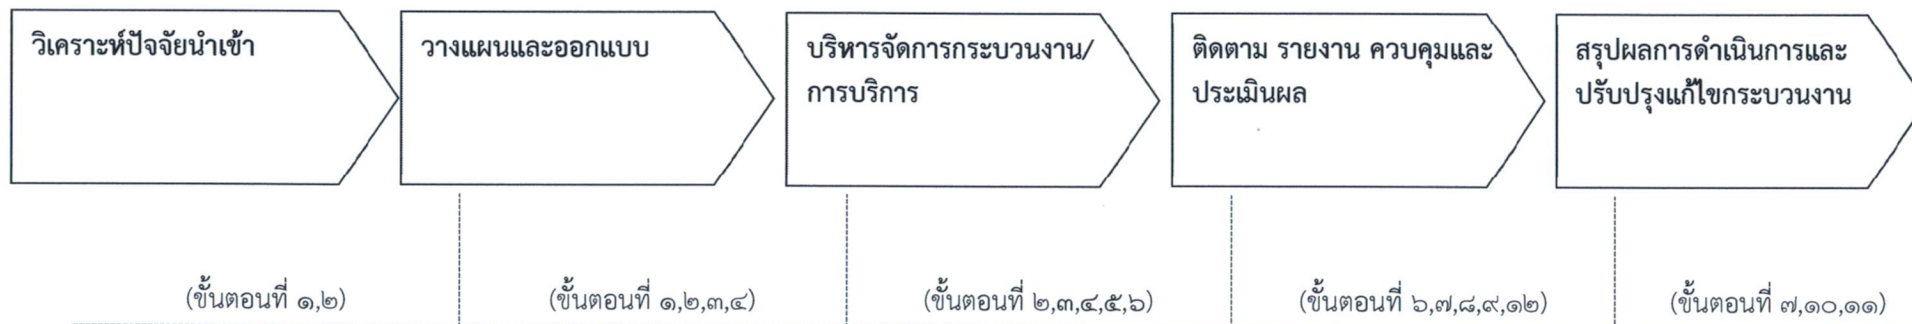 วิเคราะห์ปัจจัยนำเข้า
วางแผนและออกแบบ
บริหารจัดการกระบวนงาน/
การบริการ
ติดตาม รายงาน ควบคุมและ
ประเมินผล
สรุปผลการดำเนินการและ
ปรับปรุงแก้ไขกระบวนงาน
(ขั้นตอนที่ ๑,๒)
(ขั้นตอนที่ ๑,๒,๓,๔)
(ขั้นตอนที่ ๒,๓,๔,๕,๖)
(ขั้นตอนที่ ๖,๗,๘,๙,๑๒)
(ขั้นตอนที่ ๗,๑๐,๑๑)